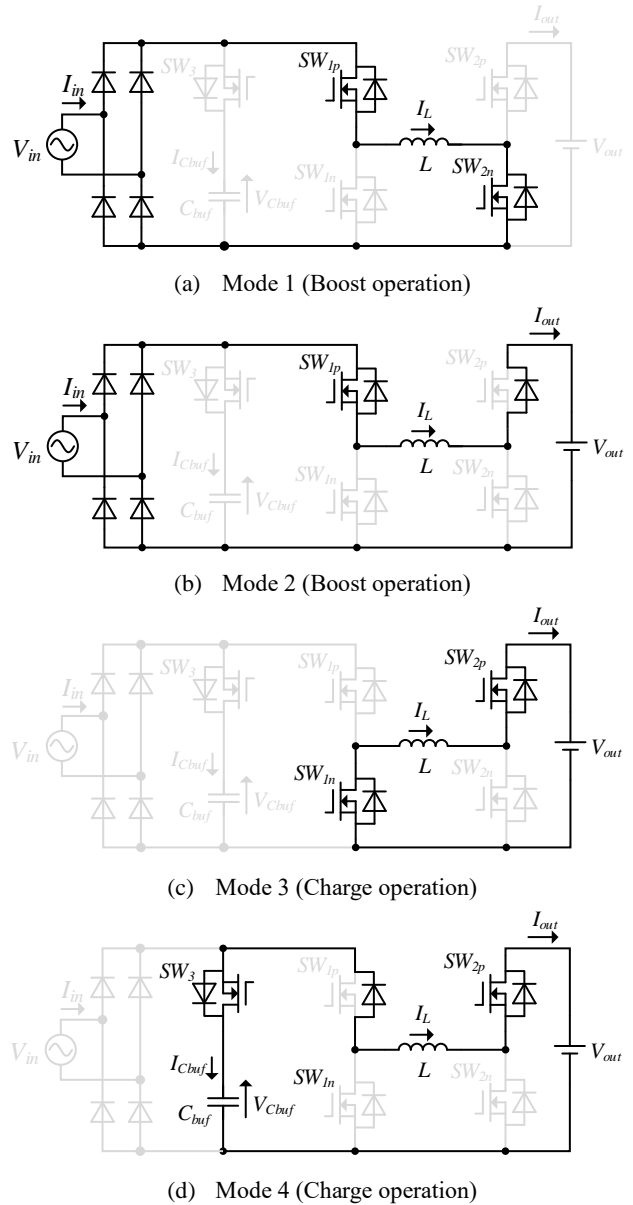 I_out
SW_3
SW_1p
SW_2p
I_in
I_L
V_in
V_out
I_Cbuf
L
SW_2n
SW_1n
V_Cbuf
C_buf
(a) Mode 1 (Boost operation)
I_out
SW_3
SW_1p
SW_2p
I_in
I_L
V_in
V_out
I_Cbuf
L
SW_1n
SW_2n
V_Cbuf
C_buf
(b) Mode 2 (Boost operation)
I_out
SW_3
SW_1p
SW_2p
I_in
I_L
V_in
V_out
I_Cbuf
L
SW_1n
SW_2n
V_Cbuf
C_buf
(c) Mode 3 (Charge operation)
I_out
SW_3
SW_1p
SW_2p
I_in
I_L
V_in
V_out
I_Cbuf
L
SW_1n
SW_2n
V_Cbuf
C_buf
(d) Mode 4 (Charge operation)